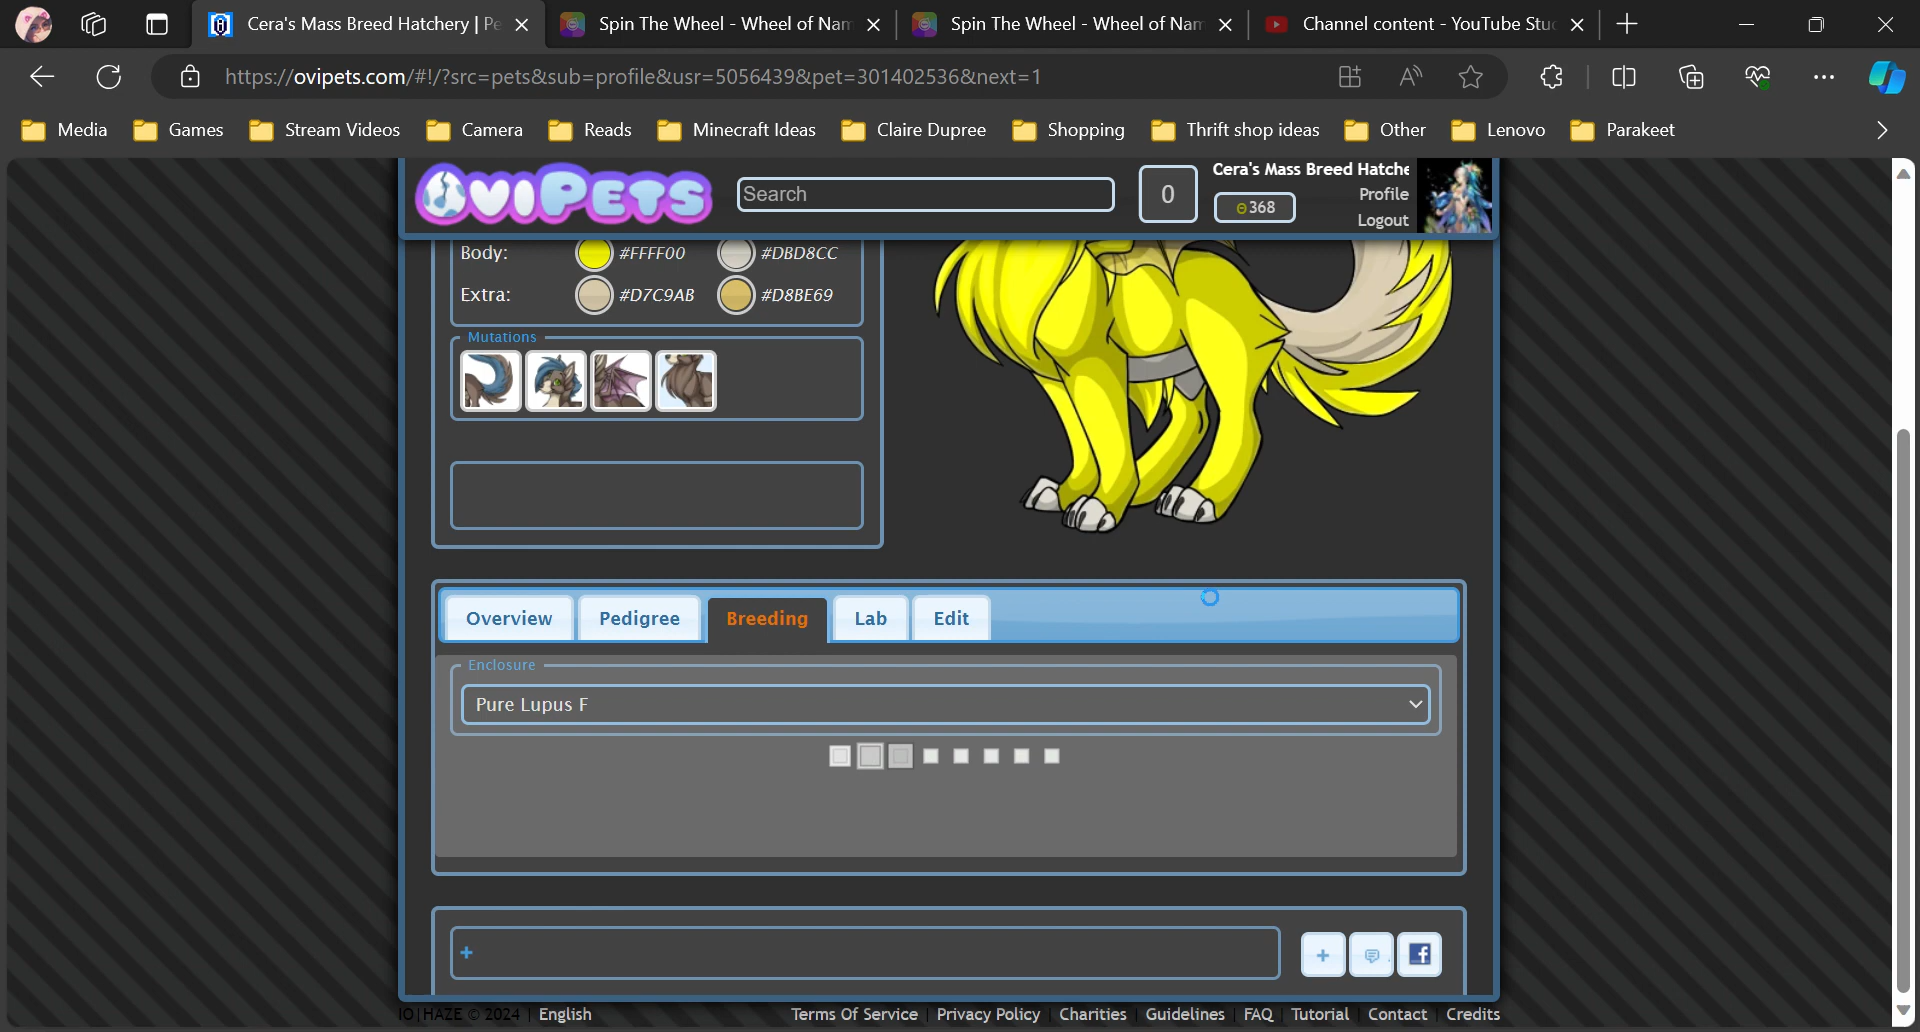 Cera's Mass Breed Hatchery | Pe
Spin The Wheel - Wheel of Nam
Spin The Wheel - Wheel of Nam
Channel content - YouTube Stu
https://ovipets.com/#!/?src=pets&sub=profile&usr=5056439&pet=301402536&next=1
Media
Games
Stream Videos
Camera
Reads
Minecraft Ideas
Claire Dupree
Shopping
Thrift shop ideas
Other
Lenovo
Parakeet
OVIPETS
Search
0
Cera's Mass Breed Hatche
368
Profile
Logout
Body: #FFFF00 #DBD8CC
Extra: #D7C9AB #D8BE69
Mutations
Overview
Pedigree
Breeding
Lab
Edit
Enclosure
Pure Lupus F
IO|HAZE © 2024
English
Terms Of Service
Privacy Policy
Charities
Guidelines
FAQ
Tutorial
Contact
Credits